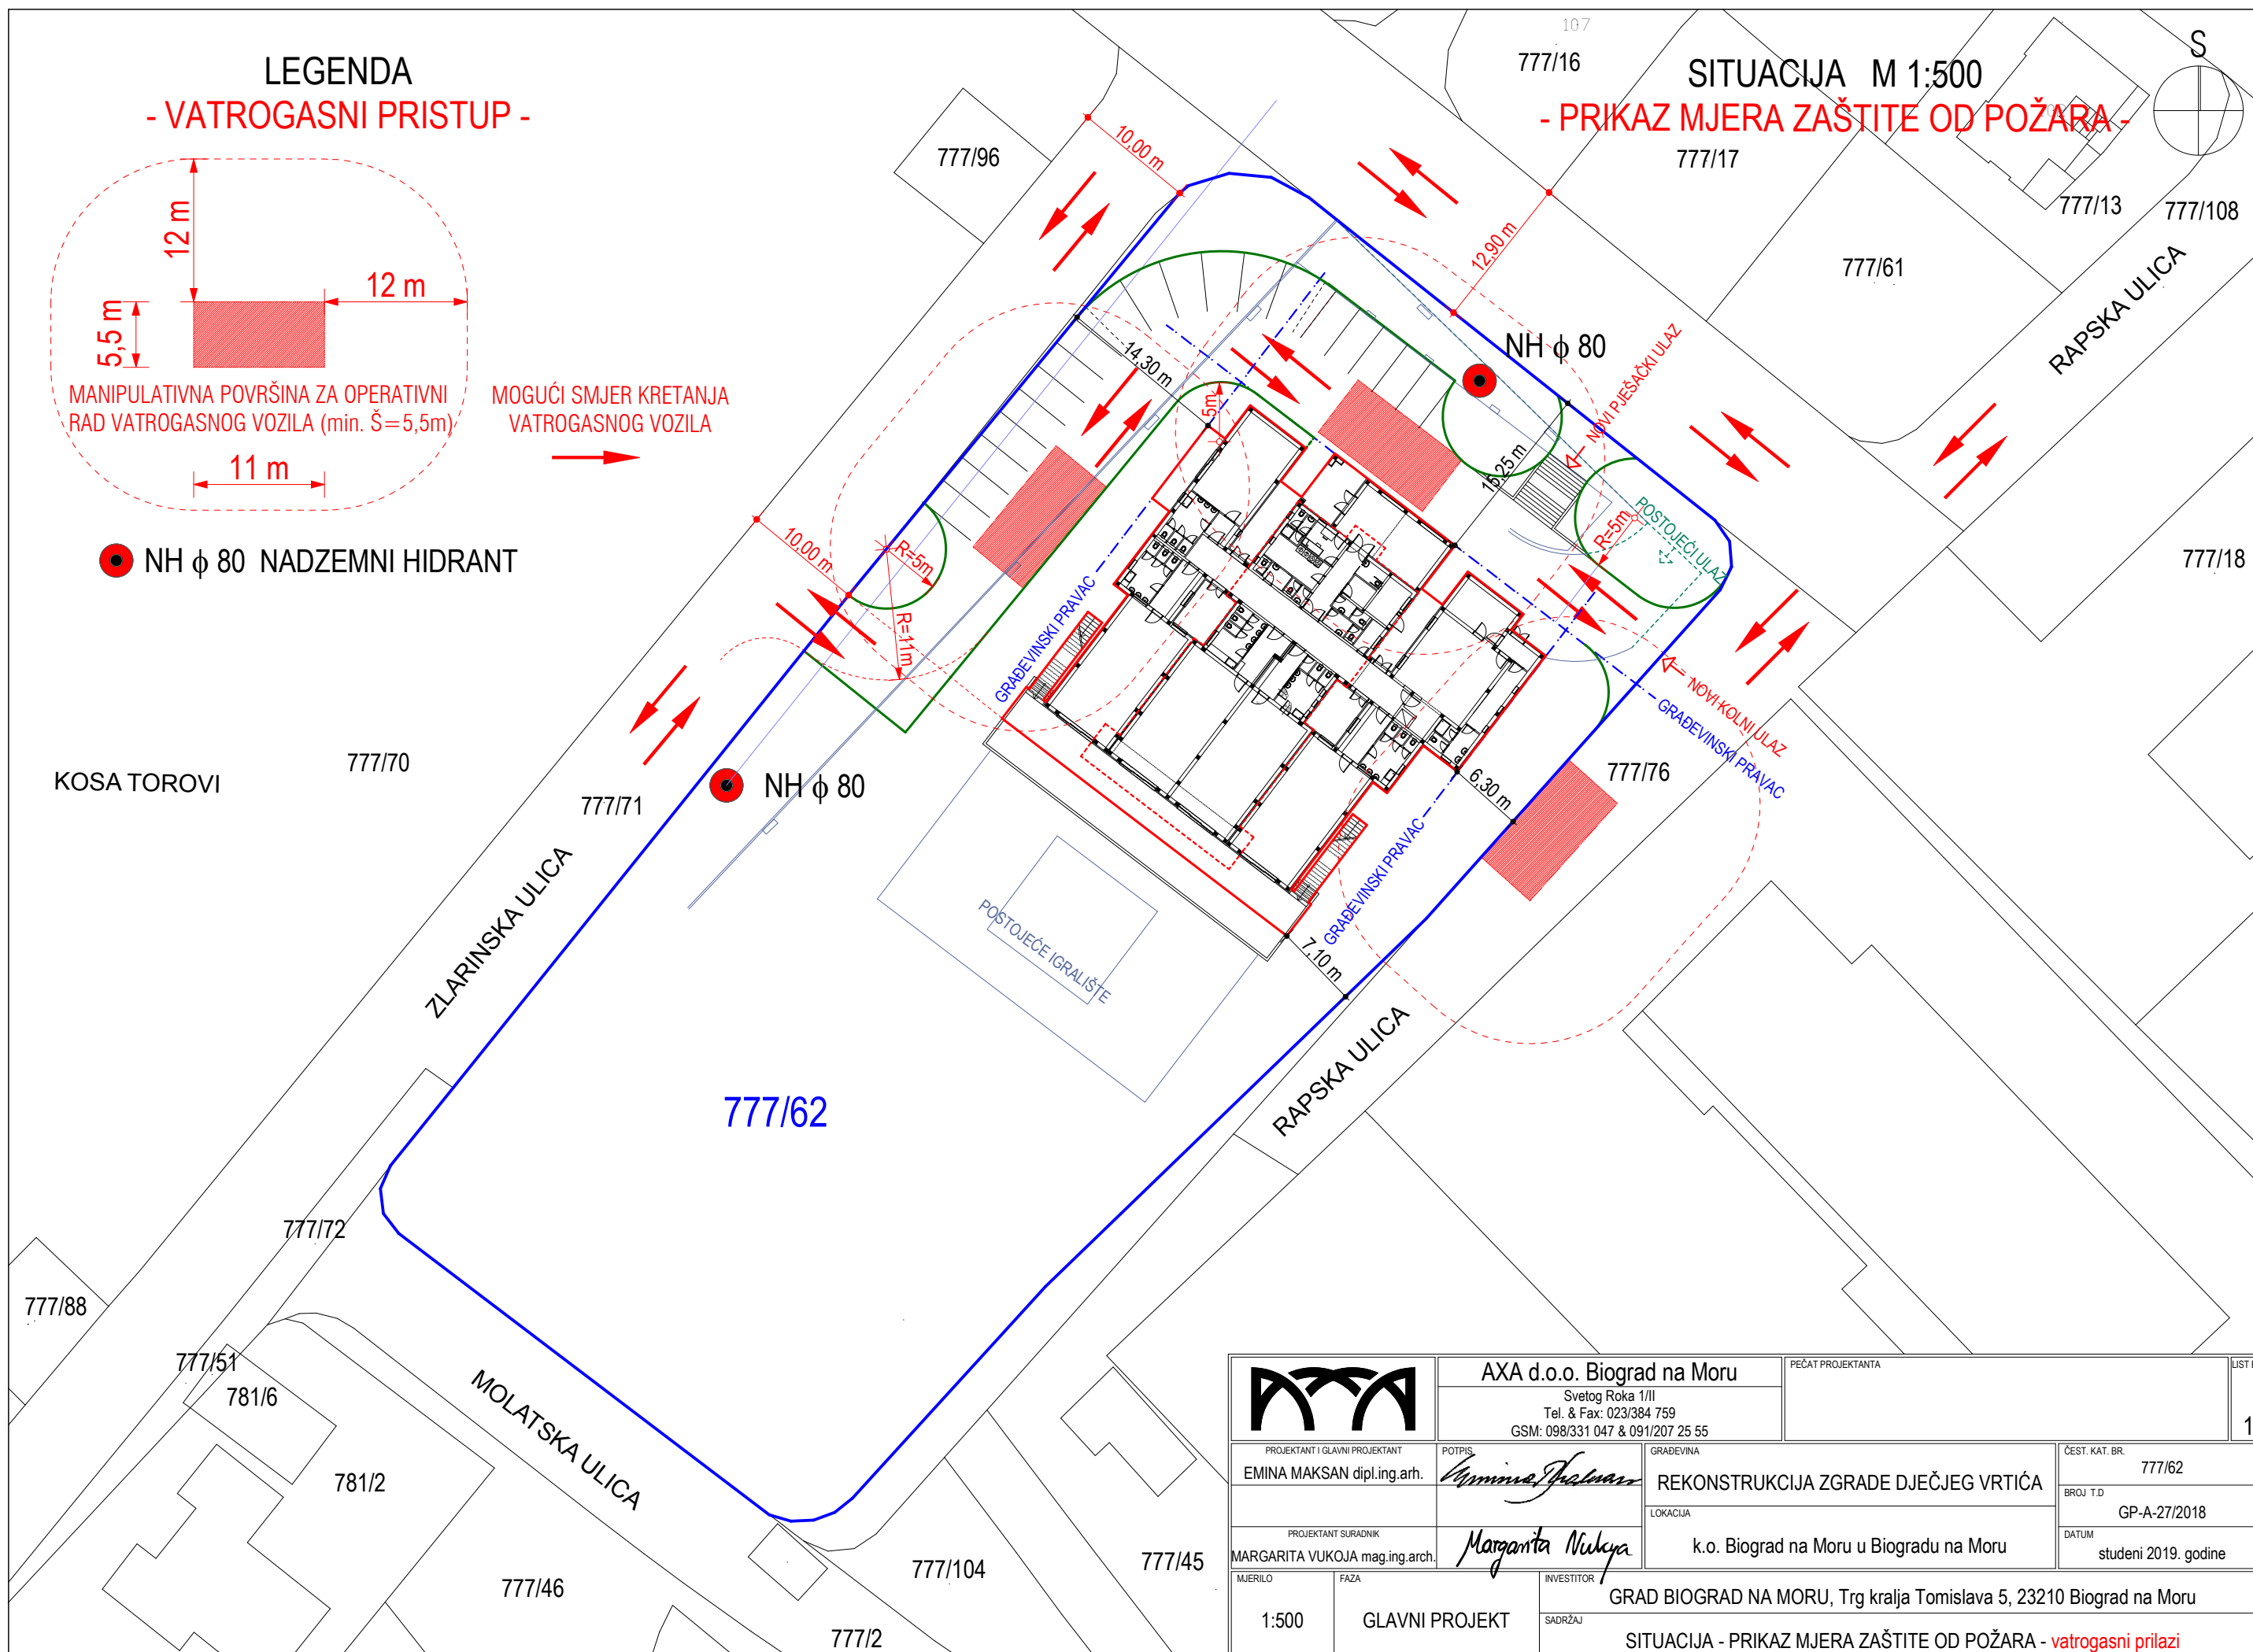 LEGENDA
- VATROGASNI PRISTUP -
12 m
12 m
5,5 m
MANIPULATIVNA POVRŠINA ZA OPERATIVNI
RAD VATROGASNOG VOZILA (min. Š=5,5m)
11 m
MOGUĆI SMJER KRETANJA
VATROGASNOG VOZILA
NH ϕ 80 NADZEMNI HIDRANT
SITUACIJA M 1:500
- PRIKAZ MJERA ZAŠTITE OD POŽARA -
S
107
777/16
777/17
777/13
777/108
777/61
777/96
10,00 m
12,90 m
RAPSKA ULICA
NH ϕ 80
NOVI PJEŠAČKI ULAZ
14,30 m
5m
15,25 m
POSTOJEĆI ULAZ
R=5m
777/18
10,00 m
R=5m
R=11m
GRAĐEVINSKI PRAVAC
NOVI KOLNI ULAZ
GRAĐEVINSKI PRAVAC
KOSA TOROVI
777/70
777/71
NH ϕ 80
777/76
6,30 m
GRAĐEVINSKI PRAVAC
ZLARINSKA ULICA
POSTOJEĆE IGRALIŠTE
7,10 m
RAPSKA ULICA
777/62
777/72
777/88
777/51
781/6
781/2
MOLATSKA ULICA
777/46
777/104
777/45
777/2
AXA d.o.o. Biograd na Moru
Svetog Roka 1/II
Tel. & Fax: 023/384 759
GSM: 098/331 047 & 091/207 25 55
PEČAT PROJEKTANTA
LIST
1
PROJEKTANT I GLAVNI PROJEKTANT
EMINA MAKSAN dipl.ing.arh.
POTPIS
GRAĐEVINA
REKONSTRUKCIJA ZGRADE DJEČJEG VRTIĆA
ČEST. KAT. BR.
777/62
BROJ T.D
GP-A-27/2018
LOKACIJA
k.o. Biograd na Moru u Biogradu na Moru
DATUM
studeni 2019. godine
PROJEKTANT SURADNIK
MARGARITA VUKOJA mag.ing.arch.
Margarita
MJERILO
1:500
FAZA
GLAVNI PROJEKT
INVESTITOR
GRAD BIOGRAD NA MORU, Trg kralja Tomislava 5, 23210 Biograd na Moru
SADRŽAJ
SITUACIJA - PRIKAZ MJERA ZAŠTITE OD POŽARA - vatrogasni prilazi